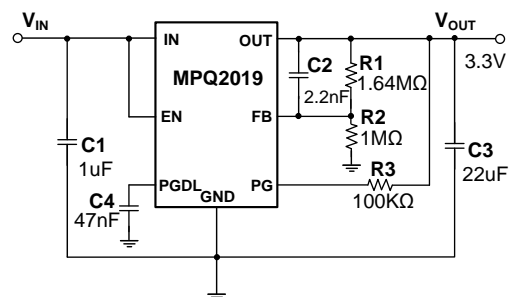 VIN
VOUT
IN
OUT
C2
R1
3.3V
MPQ2019
2.2nF
1.64MΩ
EN
FB
R2
1MΩ
C1
1uF
C3
22uF
R3
C4
47nF
PGDL
PG
GND
100KΩ